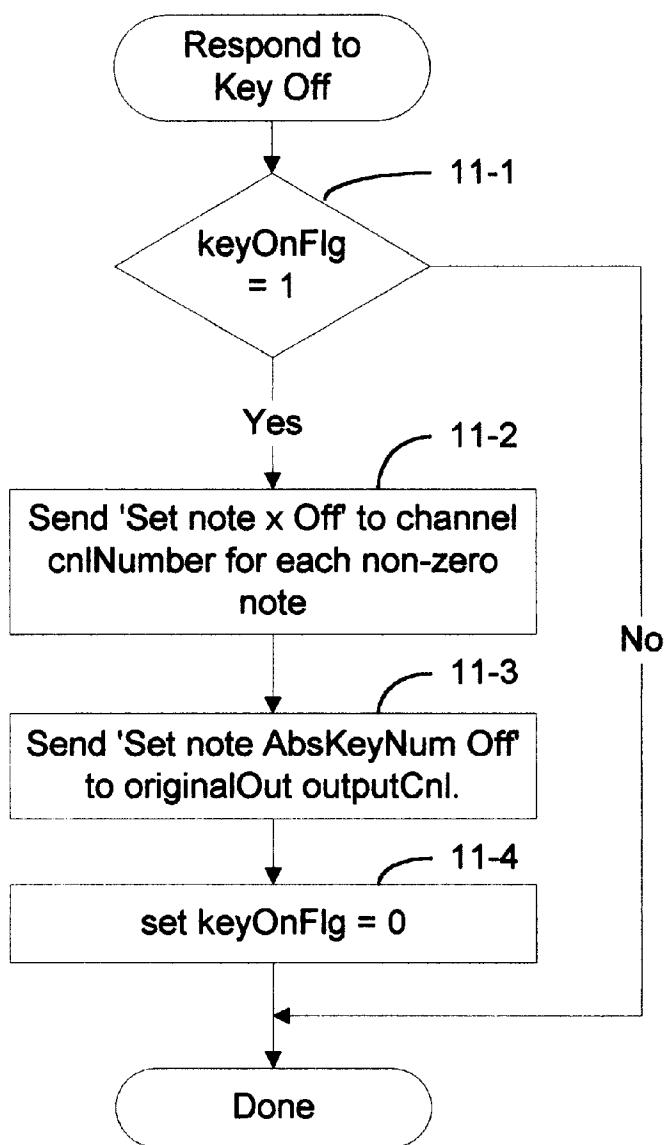 Respond to
Key Off
11-1
keyOnFlg
= 1
Yes
11-2
Send 'Set note x Off' to channel
cnlNumber for each non-zero
note
No
11-3
Send 'Set note AbsKeyNum Off'
to originalOut outputCnl.
11-4
set keyOnFlg = 0
Done